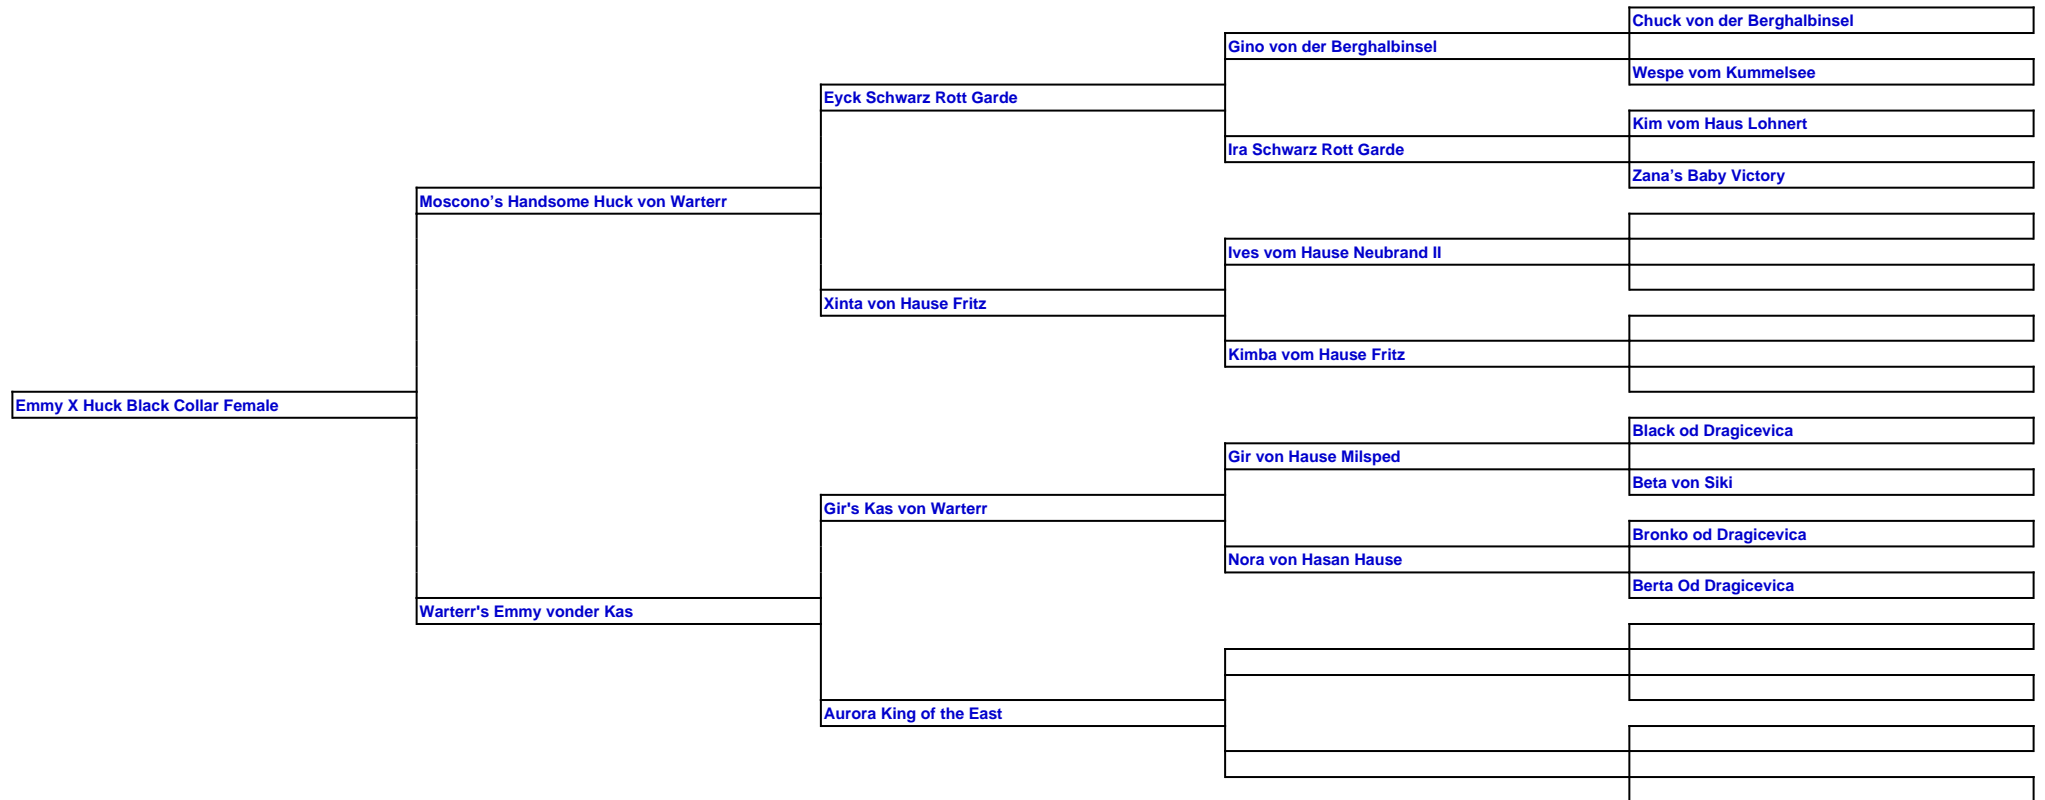 Chuck von der Berghalbinsel
Gino von der Berghalbinsel
Wespe vom Kummelsee
Eyck Schwarz Rott Garde
Kim vom Haus Lohnert
Ira Schwarz Rott Garde
Zana’s Baby Victory
Moscono’s Handsome Huck von Warterr
Ives vom Hause Neubrand II
Xinta von Hause Fritz
Kimba vom Hause Fritz
Emmy X Huck Black Collar Female
Black od Dragicevica
Gir von Hause Milsped
Beta von Siki
Gir's Kas von Warterr
Bronko od Dragicevica
Nora von Hasan Hause
Berta Od Dragicevica
Warterr's Emmy vonder Kas
Aurora King of the East